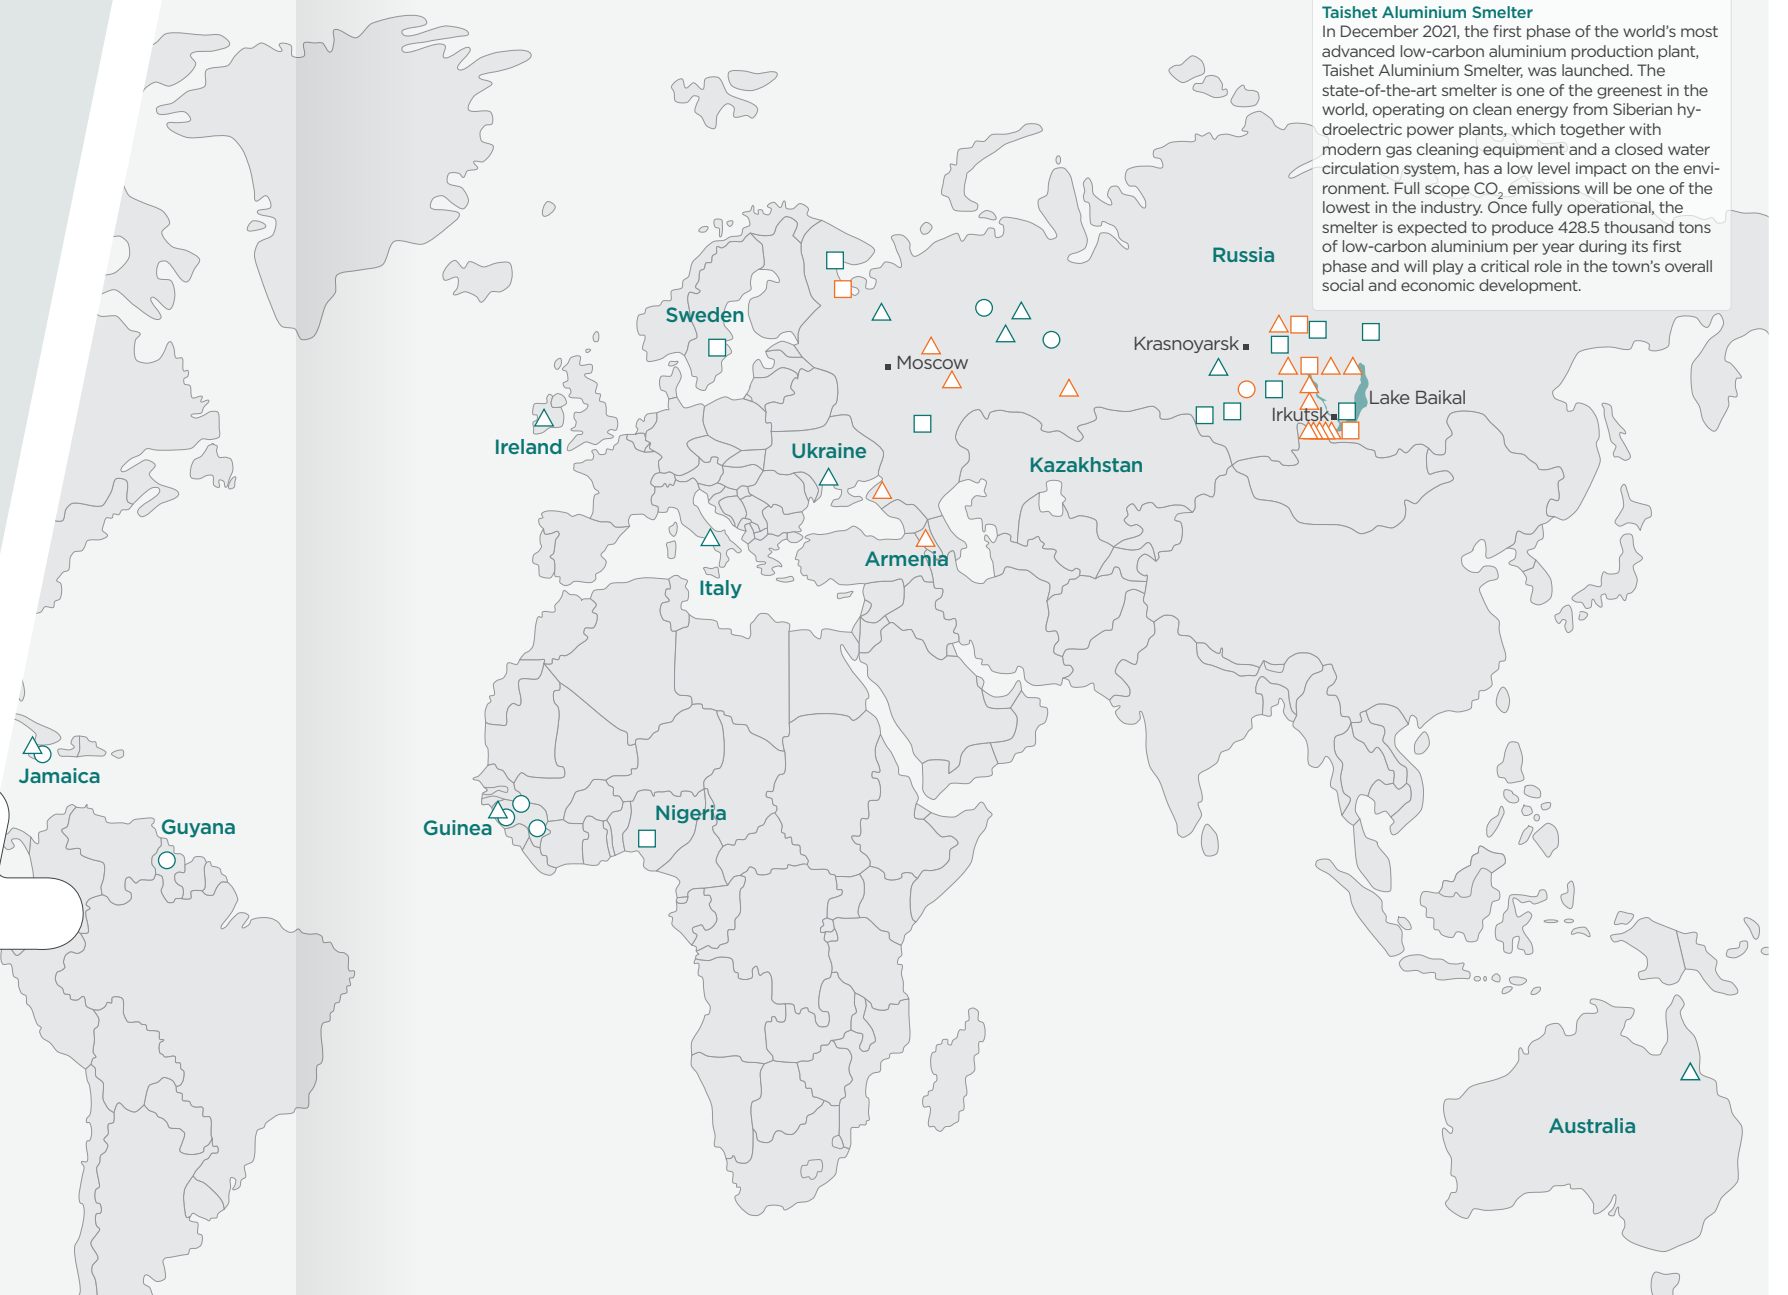 Taishet Aluminium Smelter
In December 2021, the first phase of the world's most
advanced low-carbon aluminium production plant,
Taishet Aluminium Smelter, was launched. The
state-of-the-art smelter is one of the greenest in the
world, operating on clean energy from Siberian hy-
droelectric power plants, which together with
modern gas cleaning equipment and a closed water
circulation system, has a low level impact on the envi-
ronment. Full scope CO₂ emissions will be one of the
lowest in the industry. Once fully operational, the
smelter is expected to produce 428.5 thousand tons
of low-carbon aluminium per year during its first
phase and will play a critical role in the town's overall
social and economic development.
Russia
Sweden
Krasnoyarsk
Moscow
Lake Baikal
Irkutsk
Ireland
Ukraine
Kazakhstan
Armenia
Italy
Jamaica
Guyana
Guinea
Nigeria
Australia